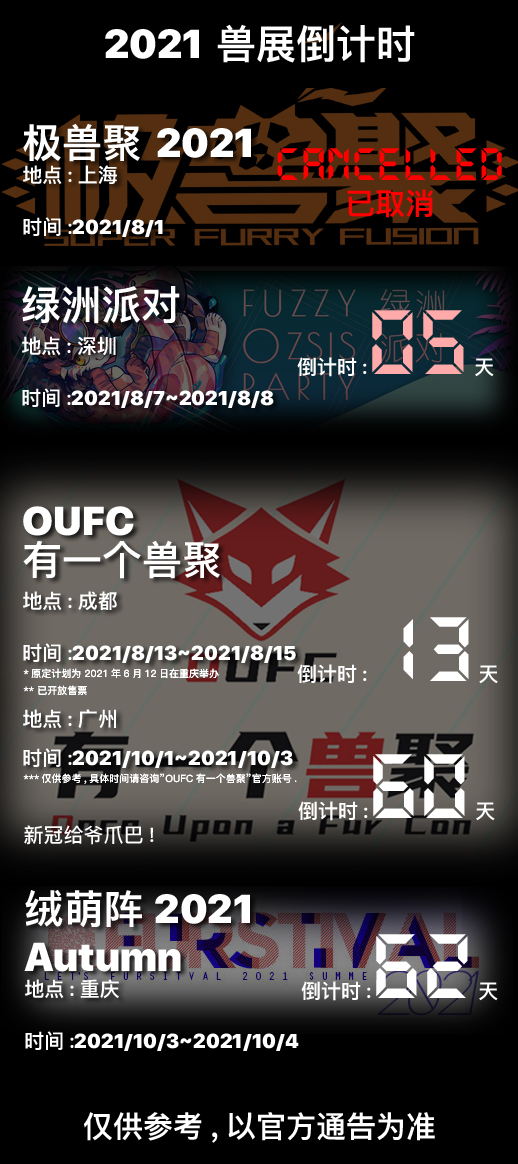 2021 兽展倒计时
极兽聚 2021
地点 : 上海
CANCELLED
已取消
时间 :2021/8/1
SUPER FURRY FUSION
绿洲派对
FUZZY 绿洲
地点 : 深圳
OZSIS 派对
倒计时 : 05 天
PARTY
时间 :2021/8/7~2021/8/8
OUFC
有一个兽聚
地点 : 成都
时间 :2021/8/13~2021/8/15
OUFC
倒计时 : 13 天
* 原定计划为 2021 年 6 月 12 日在重庆举办
** 已开放售票
地点 : 广州
有一个兽聚
时间 :2021/10/1~2021/10/3
*** 仅供参考 , 具体时间请咨询"OUFC 有一个兽聚"官方账号 .
倒计时 : 60 天
Once Upon a Fur Con
新冠给爷爪巴 !
绒萌阵 2021
FURSTIVAL
Autumn
LET'S FURSITVAL 2021 SUMME
地点 : 重庆
倒计时 : 62 天
2021
时间 :2021/10/3~2021/10/4
仅供参考 , 以官方通告为准